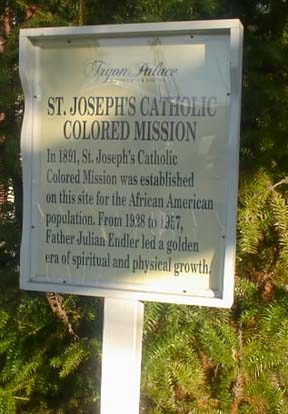 Tryon Palace
ST. JOSEPH'S CATHOLIC
COLORED MISSION
In 1891, St. Joseph's Catholic
Colored Mission was established
on this site for the African American
population. From 1928 to 1957,
Father Julian Endler led a golden
era of spiritual and physical growth.